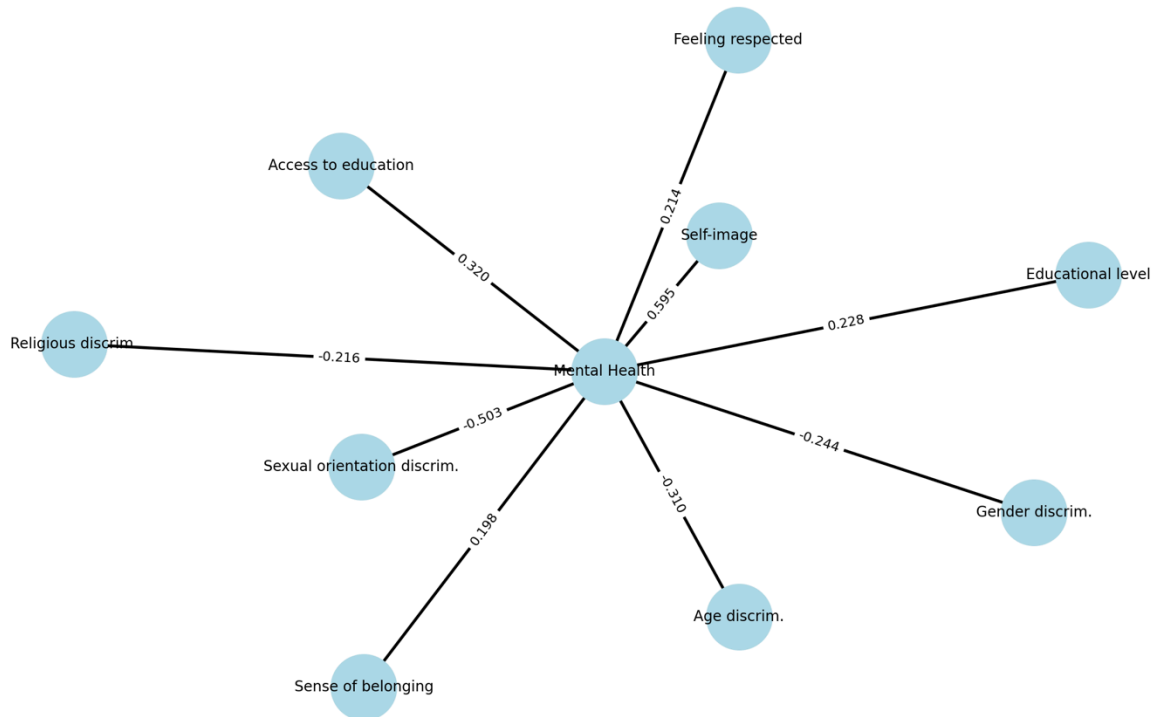 Feeling respected
Access to education
0.214
Self-image
0.320
Educational level
0.595
0.228
Religious discrim.
-0.216
Mental Health
-0.503
-0.244
Sexual orientation discrim.
-0.310
Gender discrim.
0.198
Age discrim.
Sense of belonging